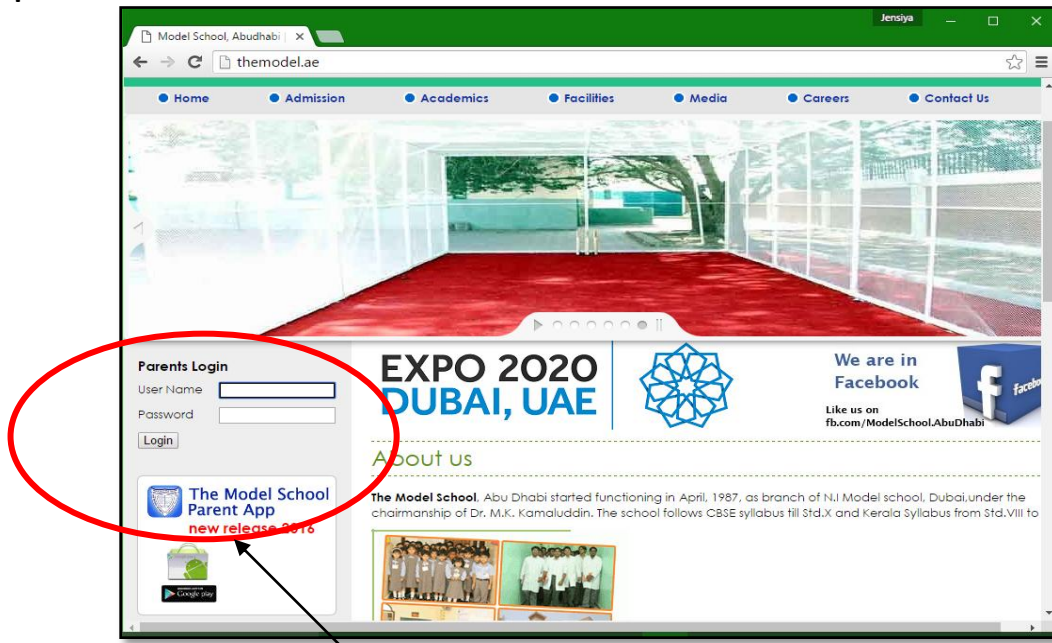 Jensiya
Model School, Abudhabi |
themodel.ae
Home Admission Academics Facilities Media Careers Contact Us
Parents Login
User Name
Password
Login
EXPO 2020
DUBAI, UAE
We are in
Facebook
Like us on
fb.com/ModelSchool.AbuDhabi
facebo
The Model School
Parent App
new release 2016
Google play
About us
The Model School, Abu Dhabi started functioning in April, 1987, as branch of N.I Model school, Dubai,under the
chairmanship of Dr. M.K. Kamaluddin. The school follows CBSE syllabus till Std.X and Kerala Syllabus from Std.VIII to